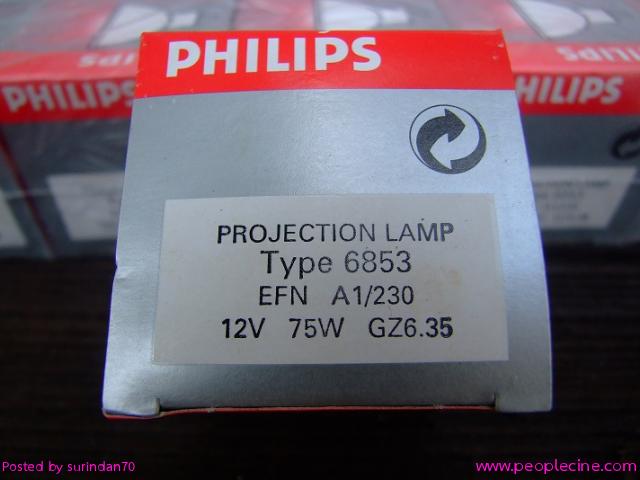 PHILIPS
PHILIPS
PHILIPS
PROJECTION LAMP
Type 6853
EFN A1/230
12V 75W GZ6.35
Posted by surindan70
www.peoplecine.com